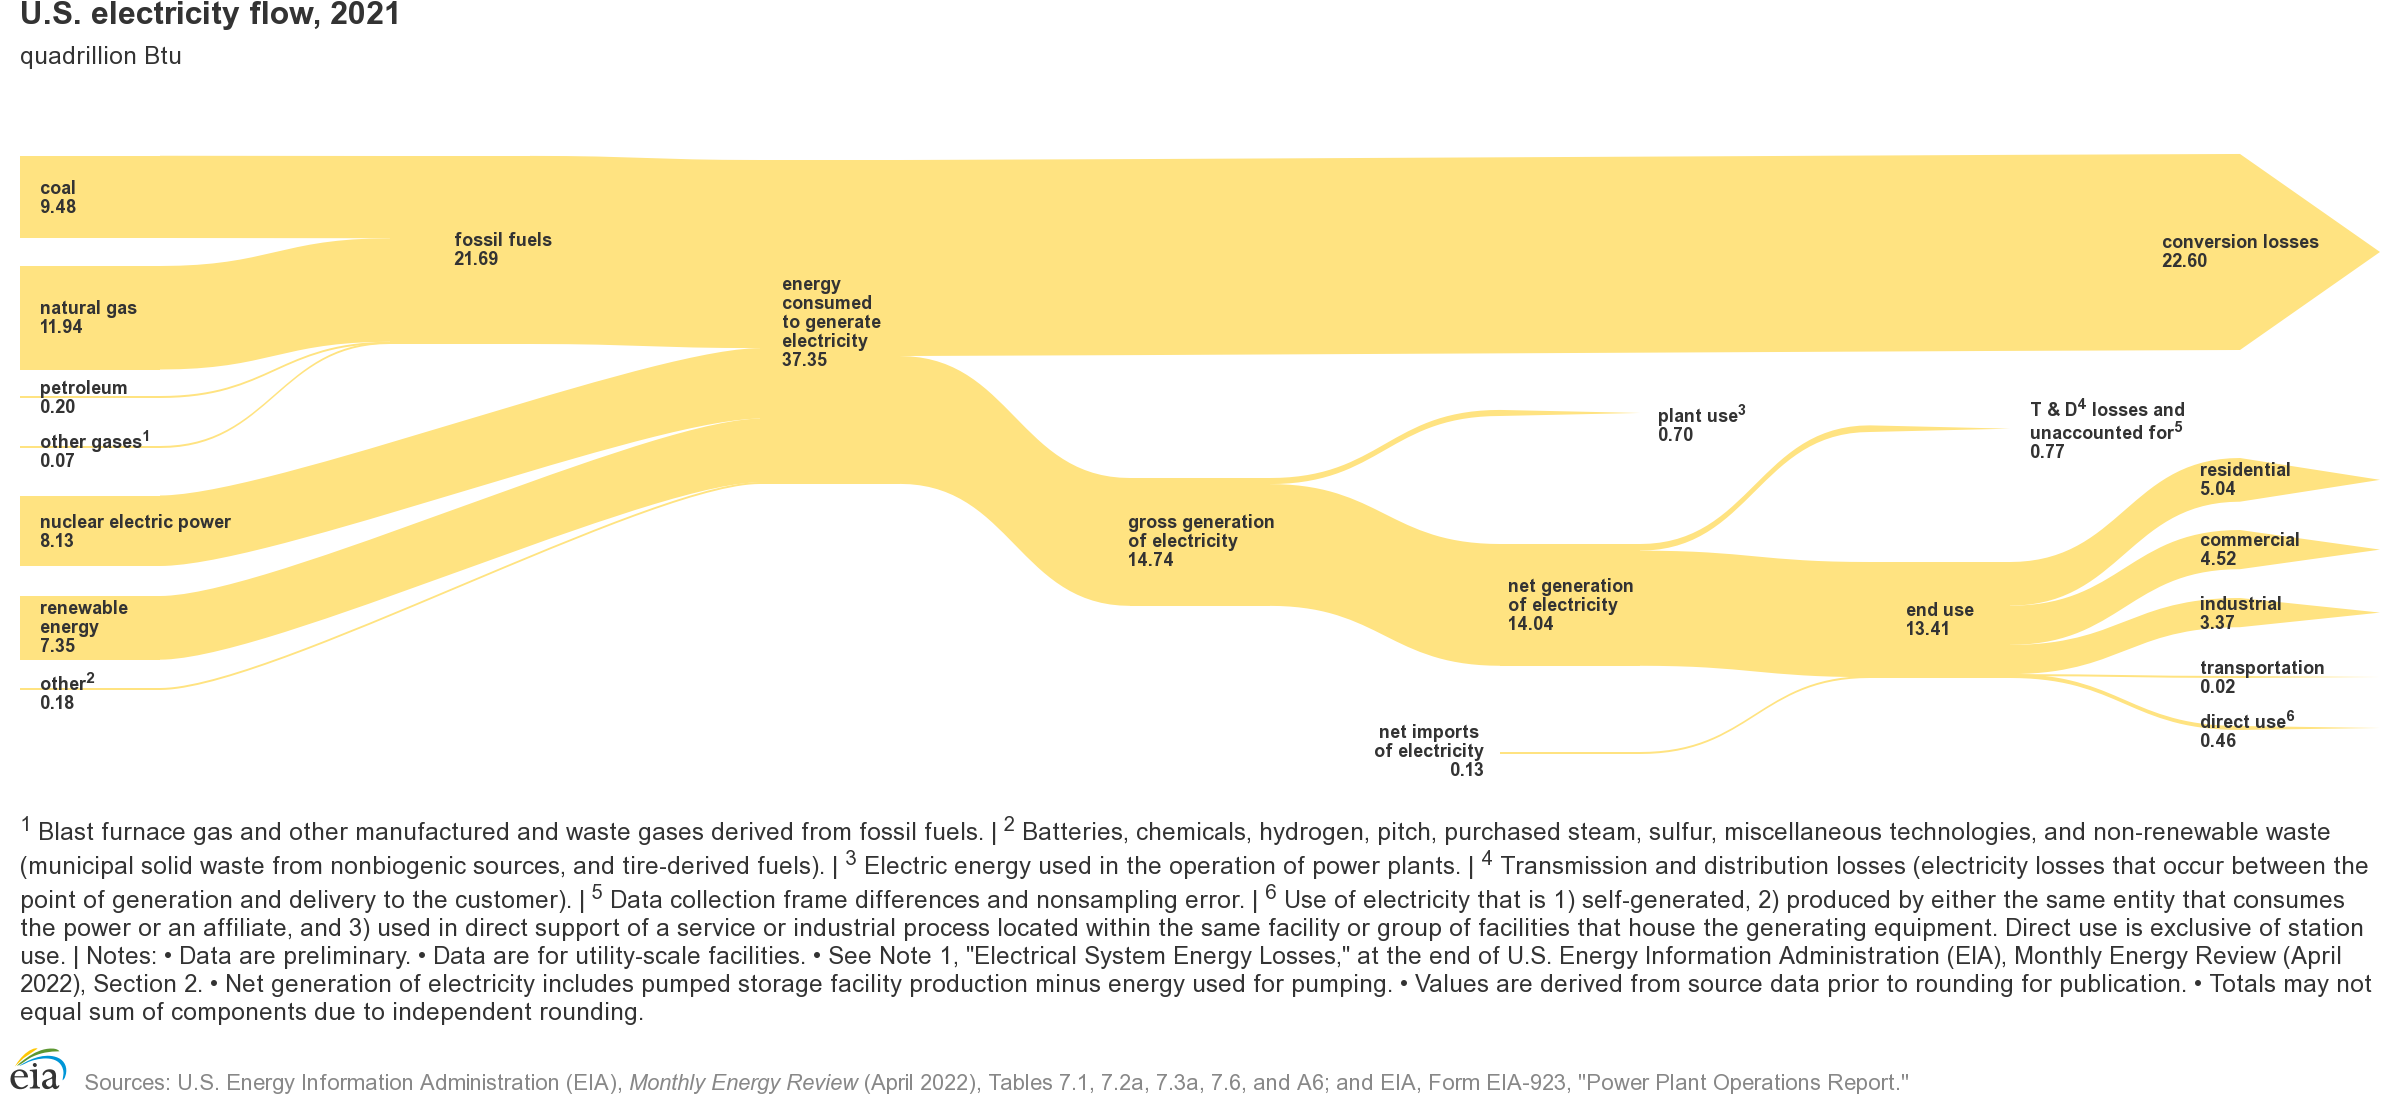 U.S. electricity flow, 2021
quadrillion Btu
coal
9.48
natural gas
11.94
petroleum
0.20
other gases1
0.07
nuclear electric power
8.13
renewable
energy
7.35
other2
0.18
fossil fuels
21.69
energy
consumed
to generate
electricity
37.35
gross generation
of electricity
14.74
net imports
of electricity
0.13
net generation
of electricity
14.04
plant use3
0.70
end use
13.41
T & D4 losses and
unaccounted for5
0.77
conversion losses
22.60
residential
5.04
commercial
4.52
industrial
3.37
transportation
0.02
direct use6
0.46
1 Blast furnace gas and other manufactured and waste gases derived from fossil fuels. | 2 Batteries, chemicals, hydrogen, pitch, purchased steam, sulfur, miscellaneous technologies, and non-renewable waste
(municipal solid waste from nonbiogenic sources, and tire-derived fuels). | 3 Electric energy used in the operation of power plants. | 4 Transmission and distribution losses (electricity losses that occur between the
point of generation and delivery to the customer). | 5 Data collection frame differences and nonsampling error. | 6 Use of electricity that is 1) self-generated, 2) produced by either the same entity that consumes
the power or an affiliate, and 3) used in direct support of a service or industrial process located within the same facility or group of facilities that house the generating equipment. Direct use is exclusive of station
use. | Notes: • Data are preliminary. • Data are for utility-scale facilities. • See Note 1, "Electrical System Energy Losses," at the end of U.S. Energy Information Administration (EIA), Monthly Energy Review (April
2022), Section 2. • Net generation of electricity includes pumped storage facility production minus energy used for pumping. • Values are derived from source data prior to rounding for publication. • Totals may not
equal sum of components due to independent rounding.
eia
Sources: U.S. Energy Information Administration (EIA), Monthly Energy Review (April 2022), Tables 7.1, 7.2a, 7.3a, 7.6, and A6; and EIA, Form EIA-923, "Power Plant Operations Report."